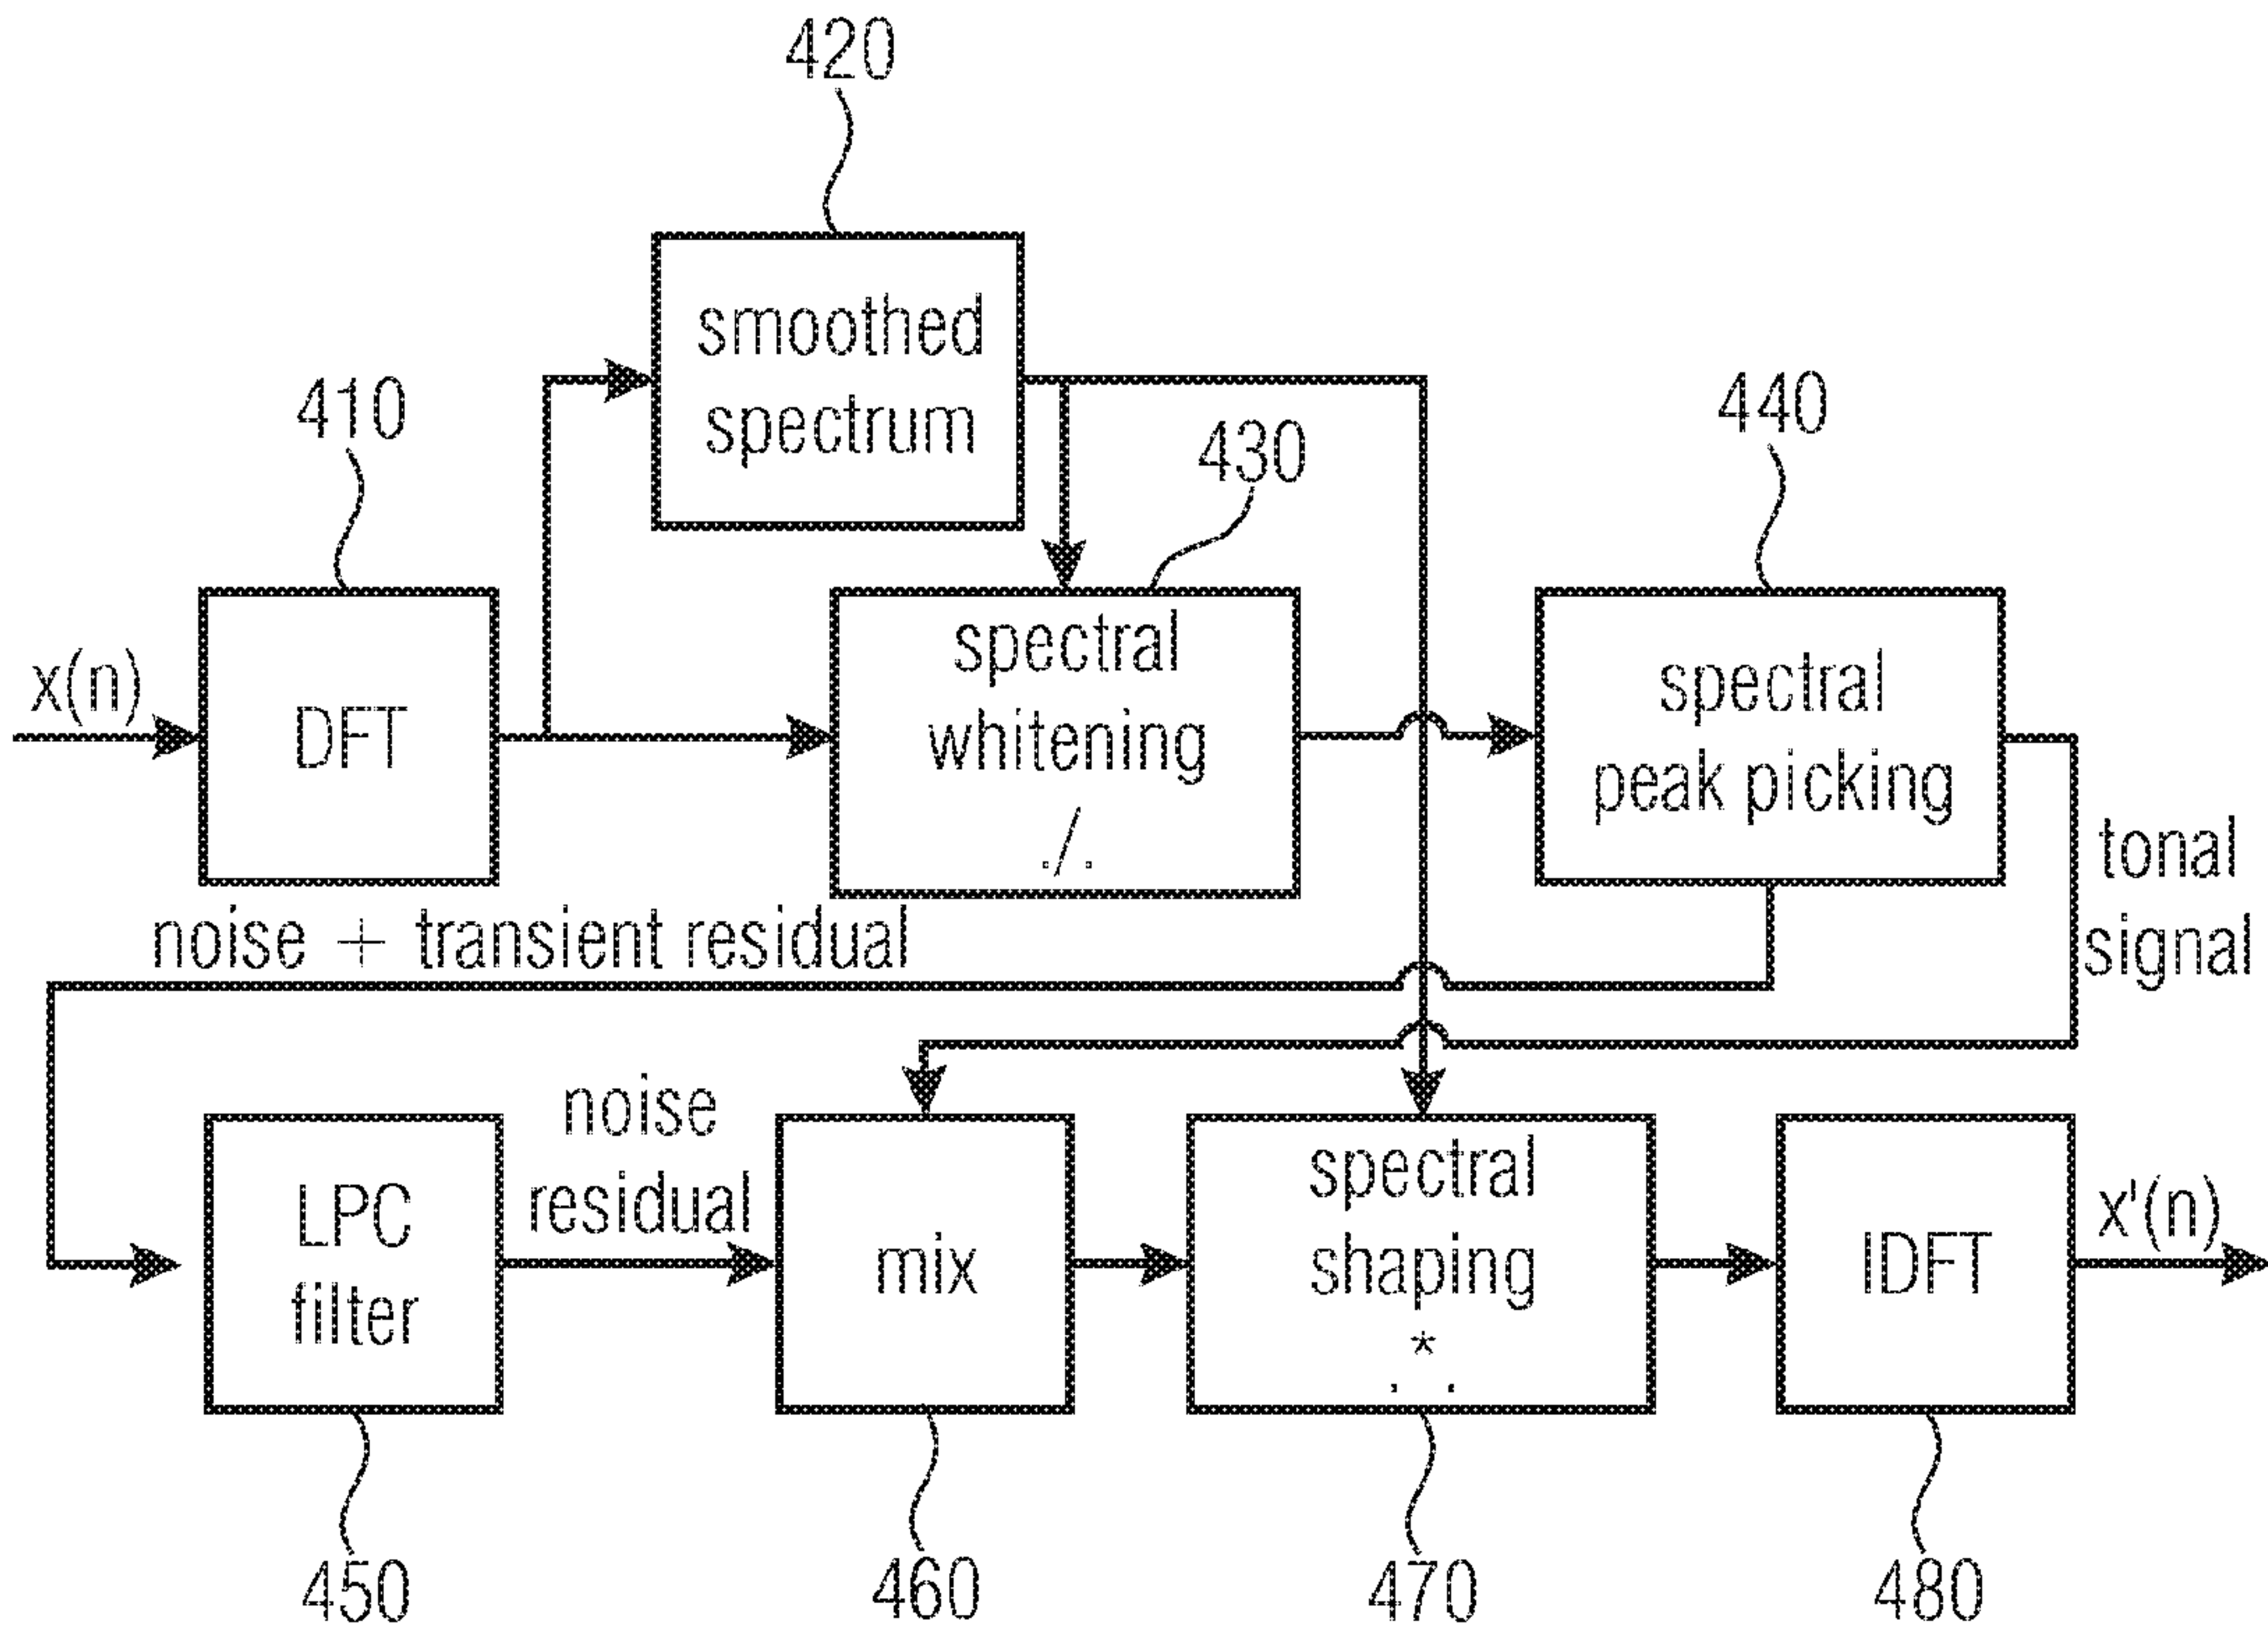 420
smoothed
spectrum
410
430
440
x(n)
DFT
spectral
whitening
./.
spectral
peak picking
tonal
signal
noise + transient residual
LPC
filter
noise
residual
mix
spectral
shaping
*
. .
IDFT
x'(n)
450
460
470
480